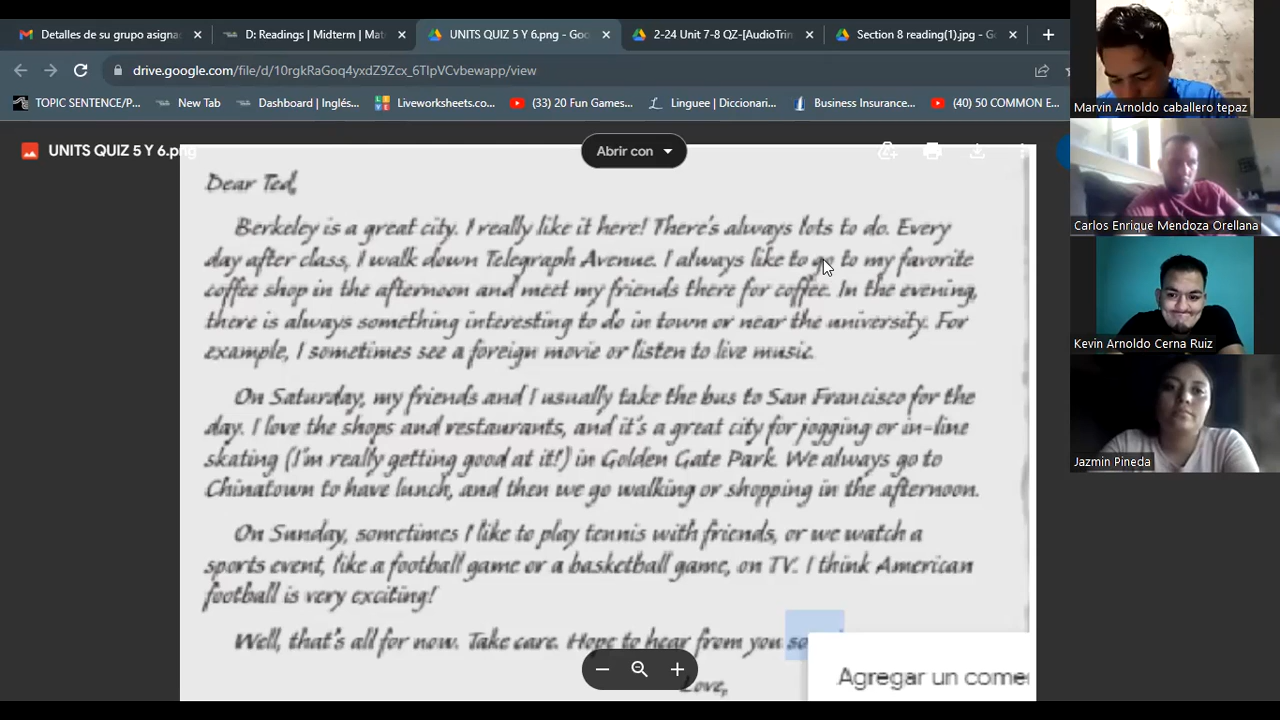 Detalles de su grupo asigna
D: Readings | Midterm | Mat
UNITS QUIZ 5 Y 6.png - Goo
2-24 Unit 7-8 QZ-[AudioTrin
Section 8 reading(1).jpg - Go
drive.google.com/file/d/10rgkRaGoq4yxdZ9Zcx_6TIpVCvbewapp/view
TOPIC SENTENCE/P...
New Tab
Dashboard | Inglés...
Liveworksheets.co...
(33) 20 Fun Games...
Linguee | Diccionari...
Business Insurance...
(40) 50 COMMON E...
UNITS QUIZ 5 Y 6.png
Abrir con
Dear Ted,
Berkeley is a great city. I really like it here! There's always lots to do. Every
day after class, I walk down Telegraph Avenue. I always like to go to my favorite
coffee shop in the afternoon and meet my friends there for coffee. In the evening,
there is always something interesting to do in town or near the university. For
example, I sometimes see a foreign movie or listen to live music.
On Saturday, my friends and I usually take the bus to San Francisco for the
day. I love the shops and restaurants, and it's a great city for jogging or in-line
skating (I'm really getting good at it!) in Golden Gate Park. We always go to
Chinatown to have lunch, and then we go walking or shopping in the afternoon.
On Sunday, sometimes I like to play tennis with friends, or we watch a
sports event, like a football game or a basketball game, on TV. I think American
football is very exciting!
Well, that's all for now. Take care. Hope to hear from you so
Love,
Agregar un come
Marvin Arnoldo caballero tepaz
Carlos Enrique Mendoza Orellana
Kevin Arnoldo Cerna Ruiz
Jazmin Pineda